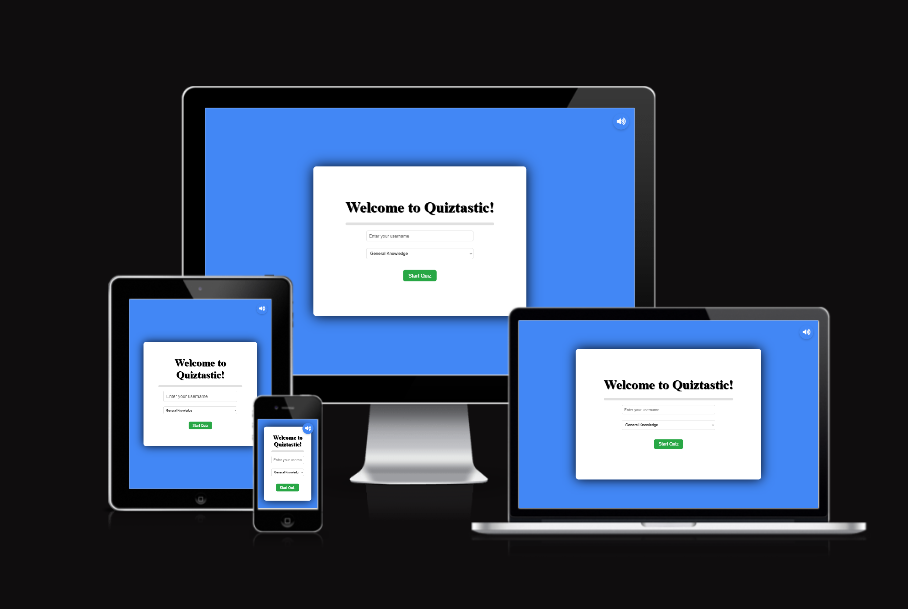 Welcome to Quiztastic!
Enter your username
General Knowledge
Start Quiz
Welcome to
Quiztastic!
Enter your username
General Knowledge
Start Quiz
Welcome to
Quiztastic!
Enter your userna
General Knowledg
Start Quiz
Welcome to Quiztastic!
Enter your username
General Knowledge
Start Quiz